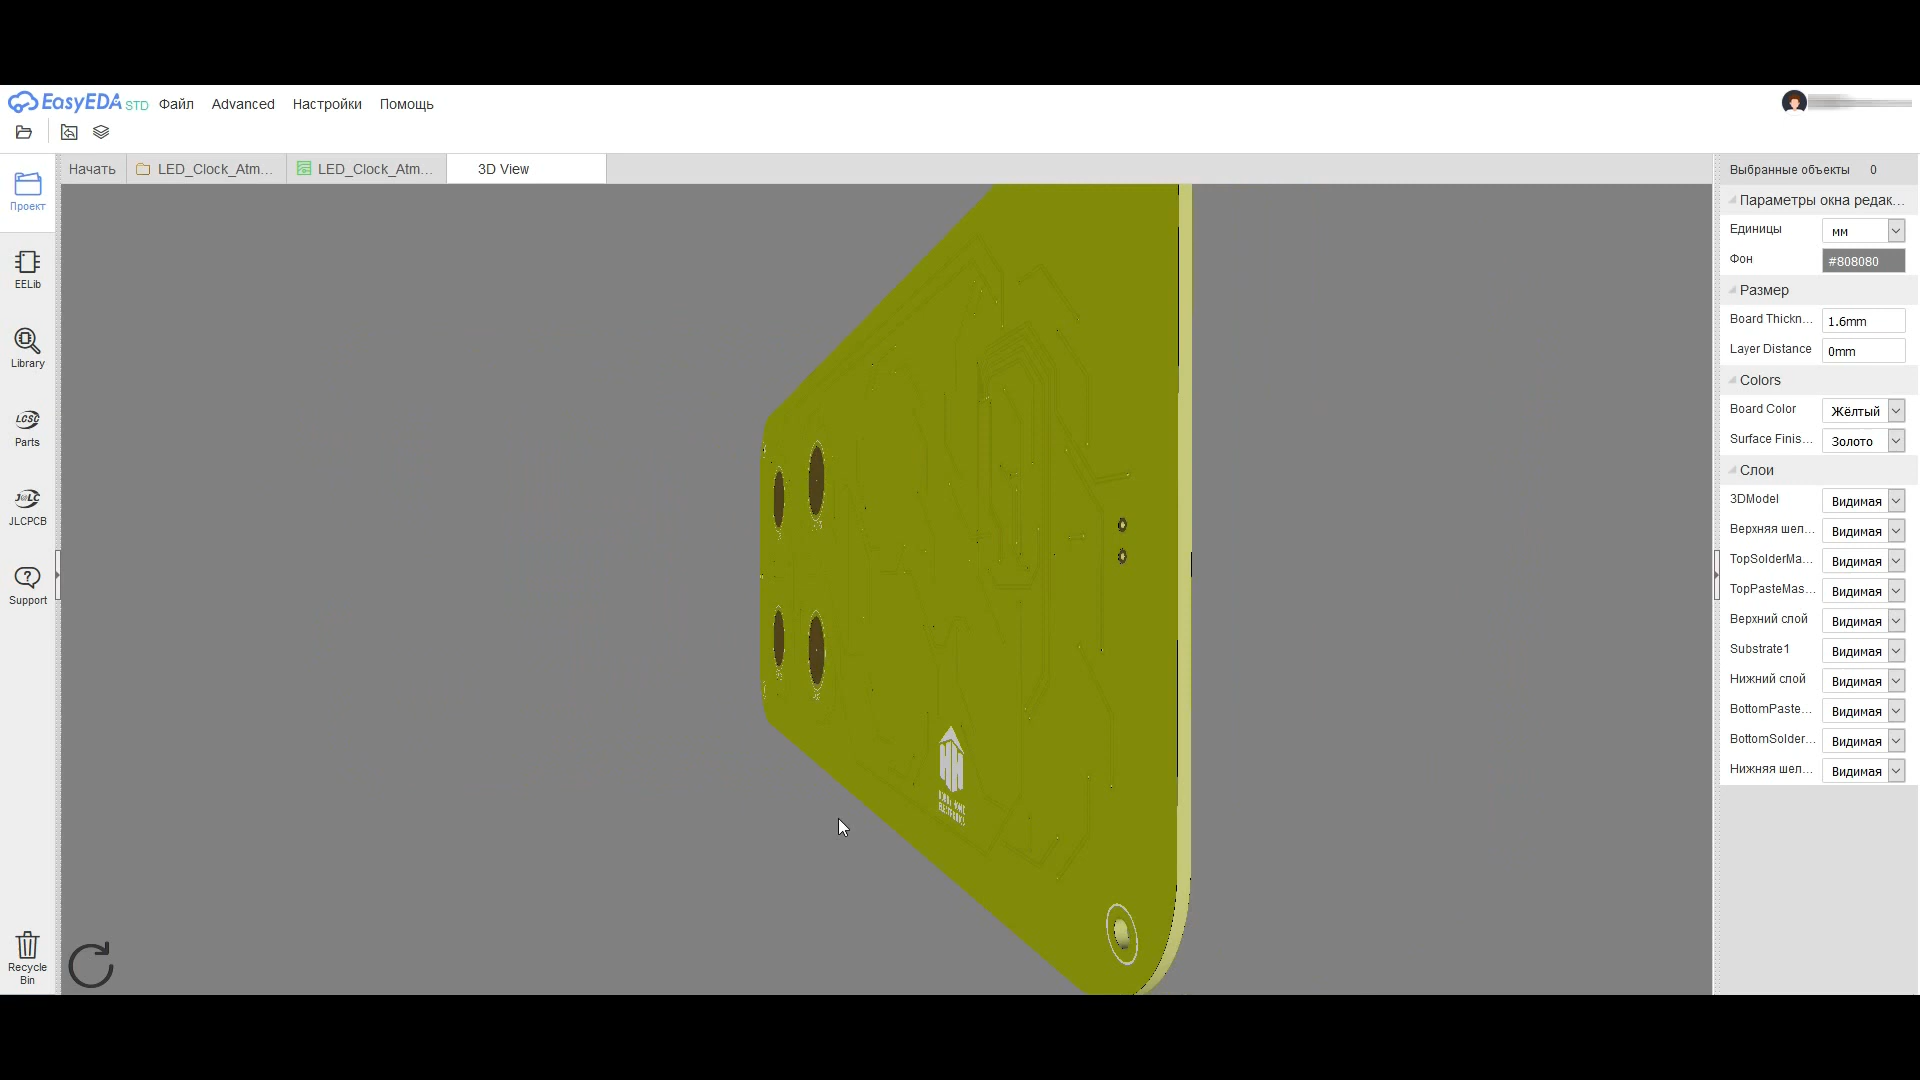 EasyEDA STD Файл Advanced Настройки Помощь
Начать LED_Clock_Atm... LED_Clock_Atm... 3D View
Проект
EELib
Library
LCSC
Parts
JLCPCB
Support
Recycle
Bin
Выбранные объекты 0
Параметры окна редак...
Единицы мм
Фон #808080
Размер
Board Thickn... 1.6mm
Layer Distance 0mm
Colors
Board Color Жёлтый
Surface Finis... Золото
Слои
3DModel Видимая
Верхняя шел... Видимая
TopSolderMa... Видимая
TopPasteMas... Видимая
Верхний слой Видимая
Substrate1 Видимая
Нижний слой Видимая
BottomPaste... Видимая
BottomSolder... Видимая
Нижняя шел... Видимая